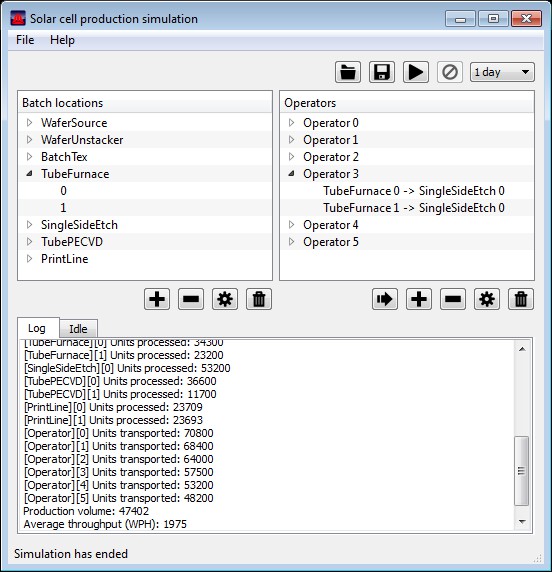 Solar cell production simulation
File Help
1 day
Batch locations
WaferSource
WaferUnstacker
BatchTex
TubeFurnace
0
1
SingleSideEtch
TubePECVD
PrintLine
Operators
Operator 0
Operator 1
Operator 2
Operator 3
TubeFurnace 0 -> SingleSideEtch 0
TubeFurnace 1 -> SingleSideEtch 0
Operator 4
Operator 5
Log Idle
[TubeFurnace][0] Units processed: 34300
[TubeFurnace][1] Units processed: 23200
[SingleSideEtch][0] Units processed: 53200
[TubePECVD][0] Units processed: 36600
[TubePECVD][1] Units processed: 11700
[PrintLine][0] Units processed: 23709
[PrintLine][1] Units processed: 23693
[Operator][0] Units transported: 70800
[Operator][1] Units transported: 68400
[Operator][2] Units transported: 64000
[Operator][3] Units transported: 57500
[Operator][4] Units transported: 53200
[Operator][5] Units transported: 48200
Production volume: 47402
Average throughput (WPH): 1975
Simulation has ended